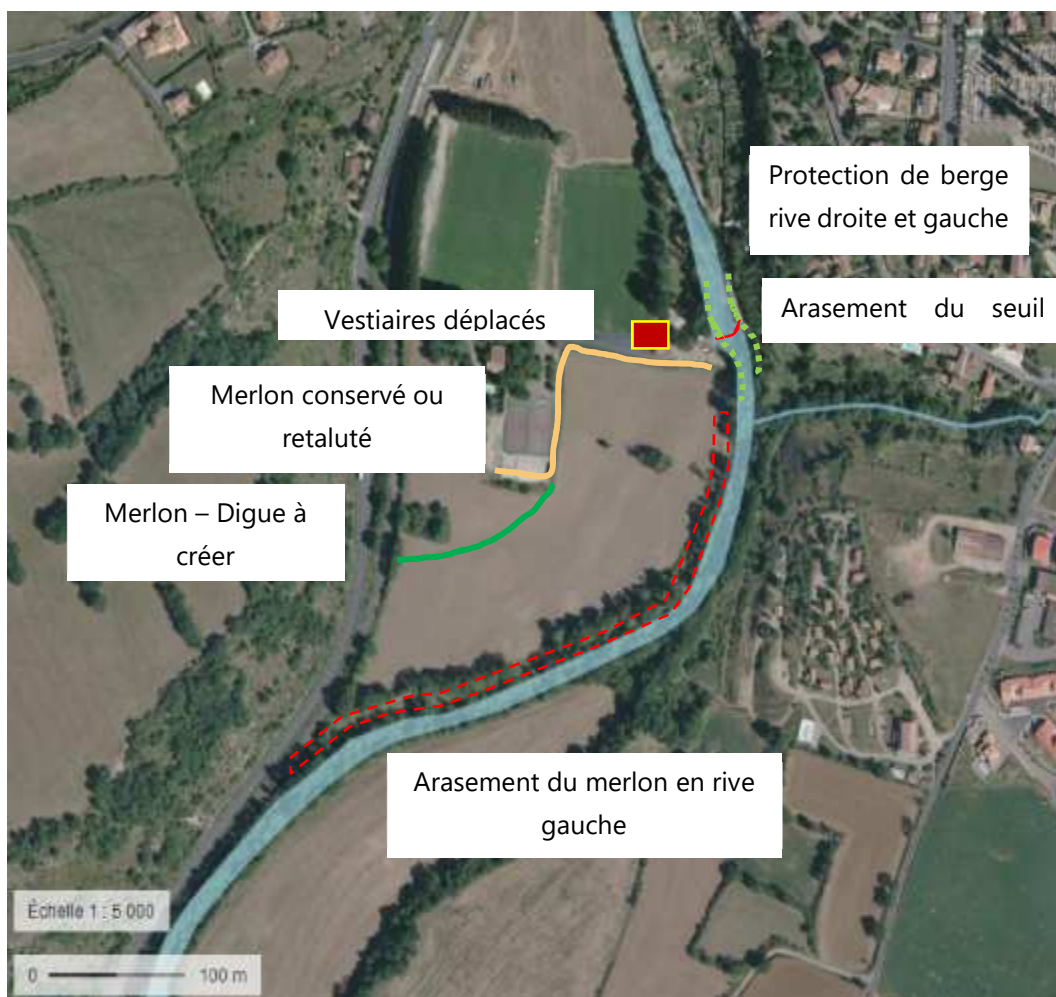 Protection de berge
rive droite et gauche
Arasement du seuil
Vestiaires déplacés
Merlon conservé ou
retaluté
Merlon – Digue à
créer
Arasement du merlon en rive
gauche
Échelle 1 : 5 000
0 100 m